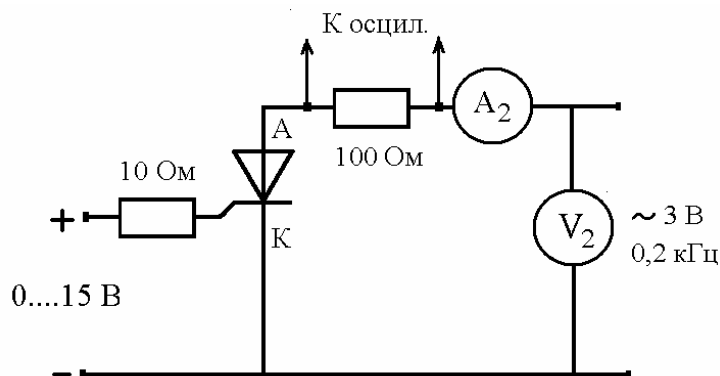 К осцил.
А
A₂
10 Ом
100 Ом
+
К
V₂
~ 3 В
0,2 кГц
0....15 В
−